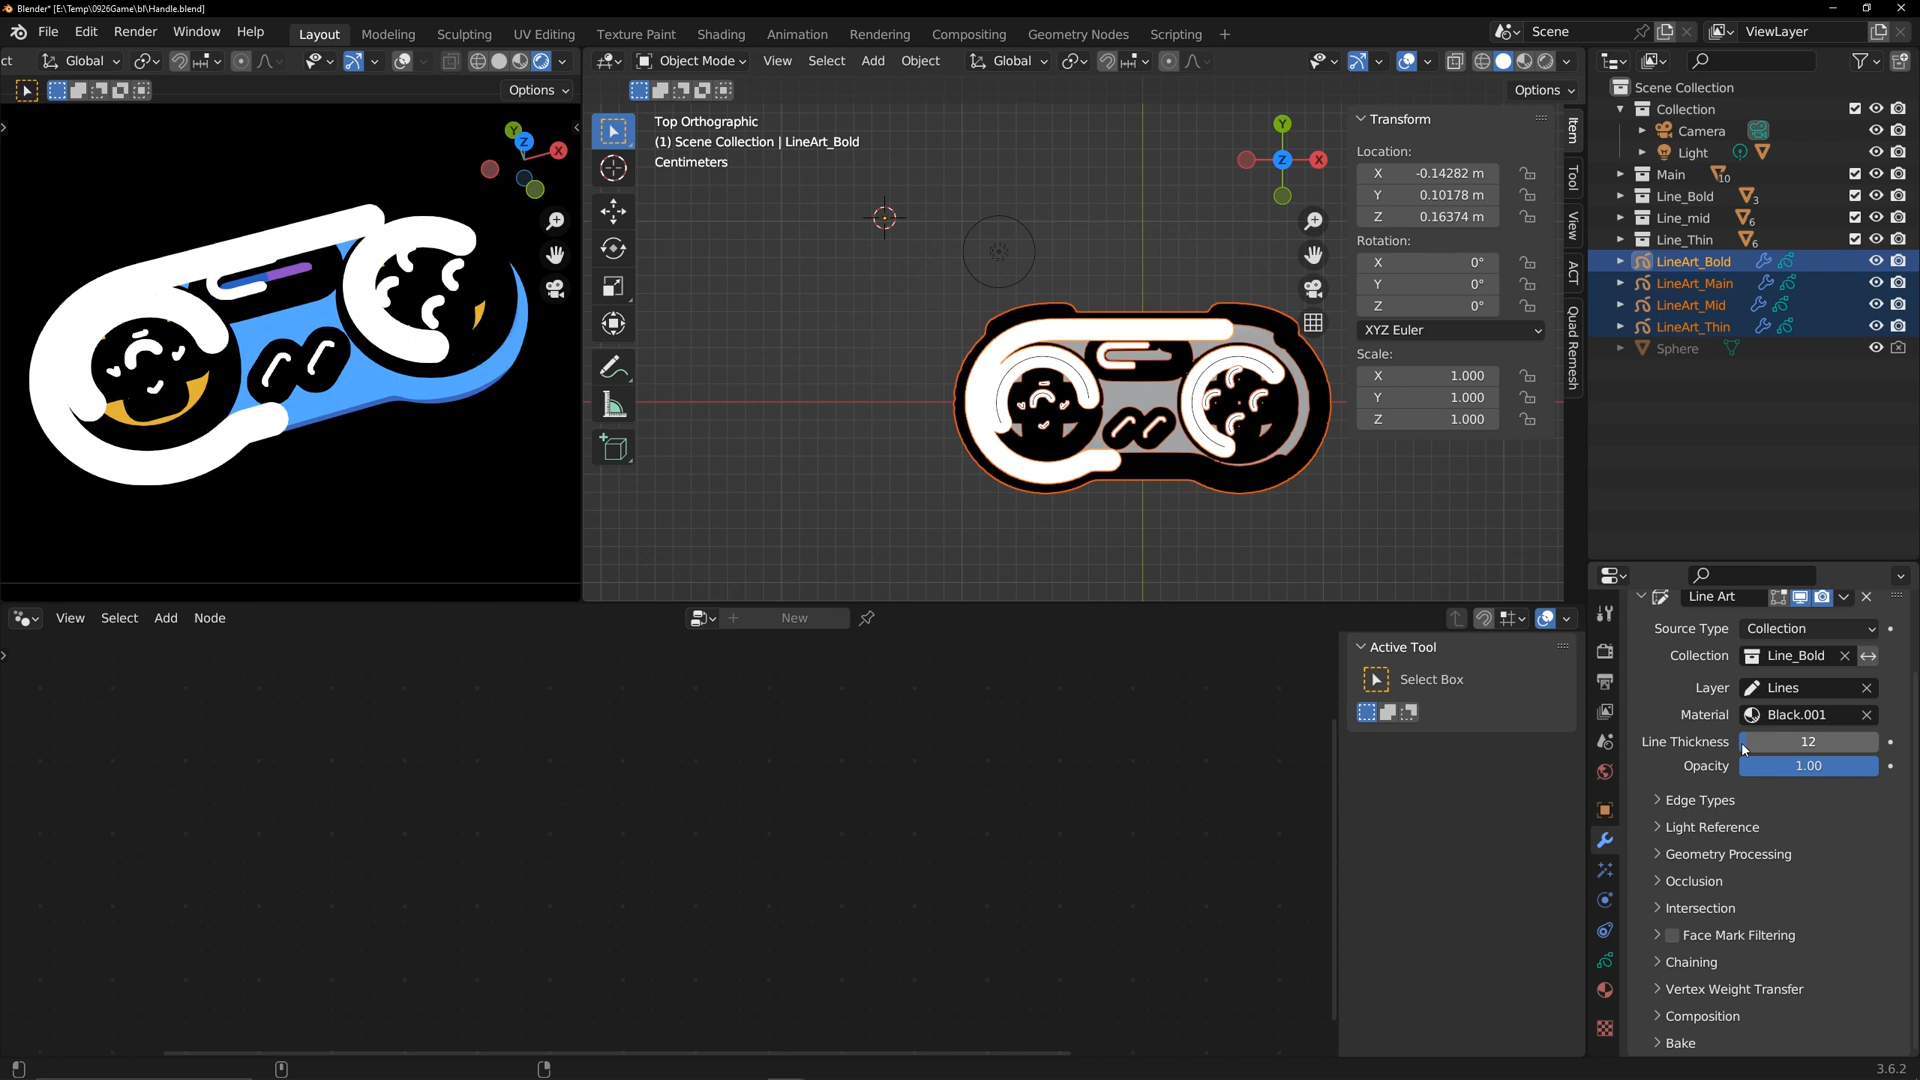 Blender* [E:\Temp\0926Game\bl\Handle.blend]
File Edit Render Window Help
Layout Modeling Sculpting UV Editing Texture Paint Shading Animation Rendering Compositing Geometry Nodes Scripting +
Scene
ViewLayer
ct Global
Object Mode View Select Add Object Global
Options
Options
Top Orthographic
(1) Scene Collection | LineArt_Bold
Centimeters
Y
Z
X
Y
Z
X
Transform
Location:
X -0.14282 m
Y 0.10178 m
Z 0.16374 m
Rotation:
X 0°
Y 0°
Z 0°
XYZ Euler
Scale:
X 1.000
Y 1.000
Z 1.000
Item
Tool
View
ACT
Quad Remesh
Scene Collection
Collection
Camera
Light
Main 10
Line_Bold 3
Line_mid 6
Line_Thin 6
LineArt_Bold
LineArt_Main
LineArt_Mid
LineArt_Thin
Sphere
View Select Add Node
New
Active Tool
Select Box
Line Art
Source Type Collection
Collection Line_Bold
Layer Lines
Material Black.001
Line Thickness 12
Opacity 1.00
Edge Types
Light Reference
Geometry Processing
Occlusion
Intersection
Face Mark Filtering
Chaining
Vertex Weight Transfer
Composition
Bake
3.6.2